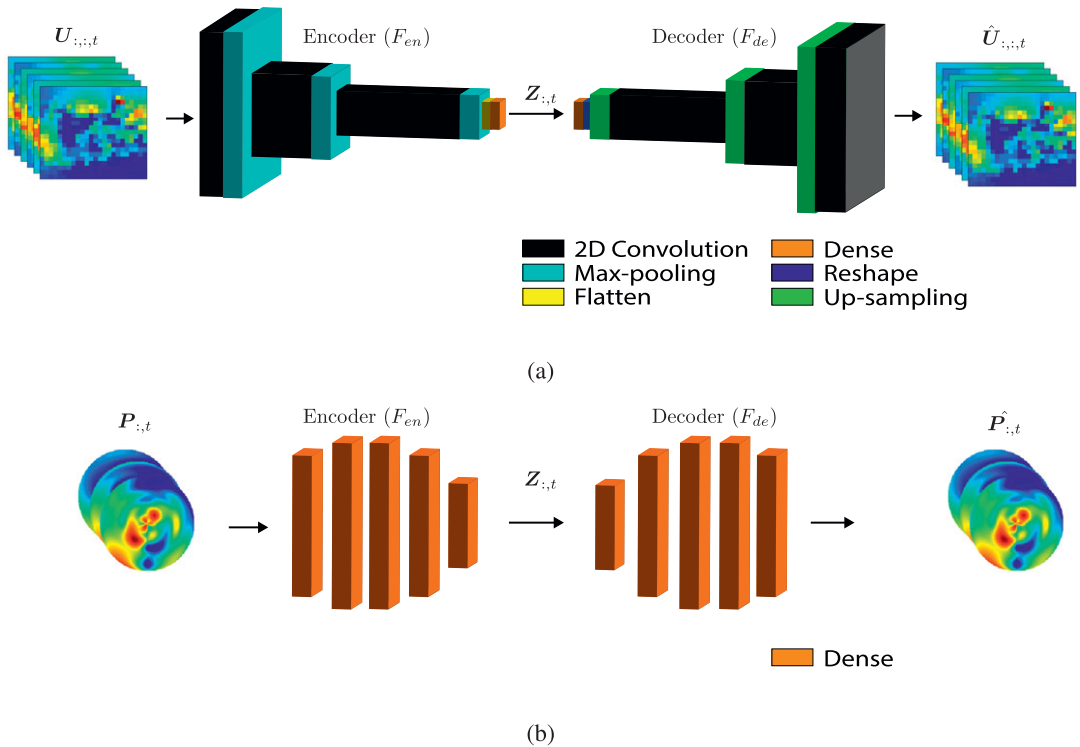 U:,:,t
Encoder (Fen)
Z:,t
Decoder (Fde)
Û:,:,t
2D Convolution
Max-pooling
Flatten
Dense
Reshape
Up-sampling
(a)
P:,t
Encoder (Fen)
Z:,t
Decoder (Fde)
P̂:,t
Dense
(b)